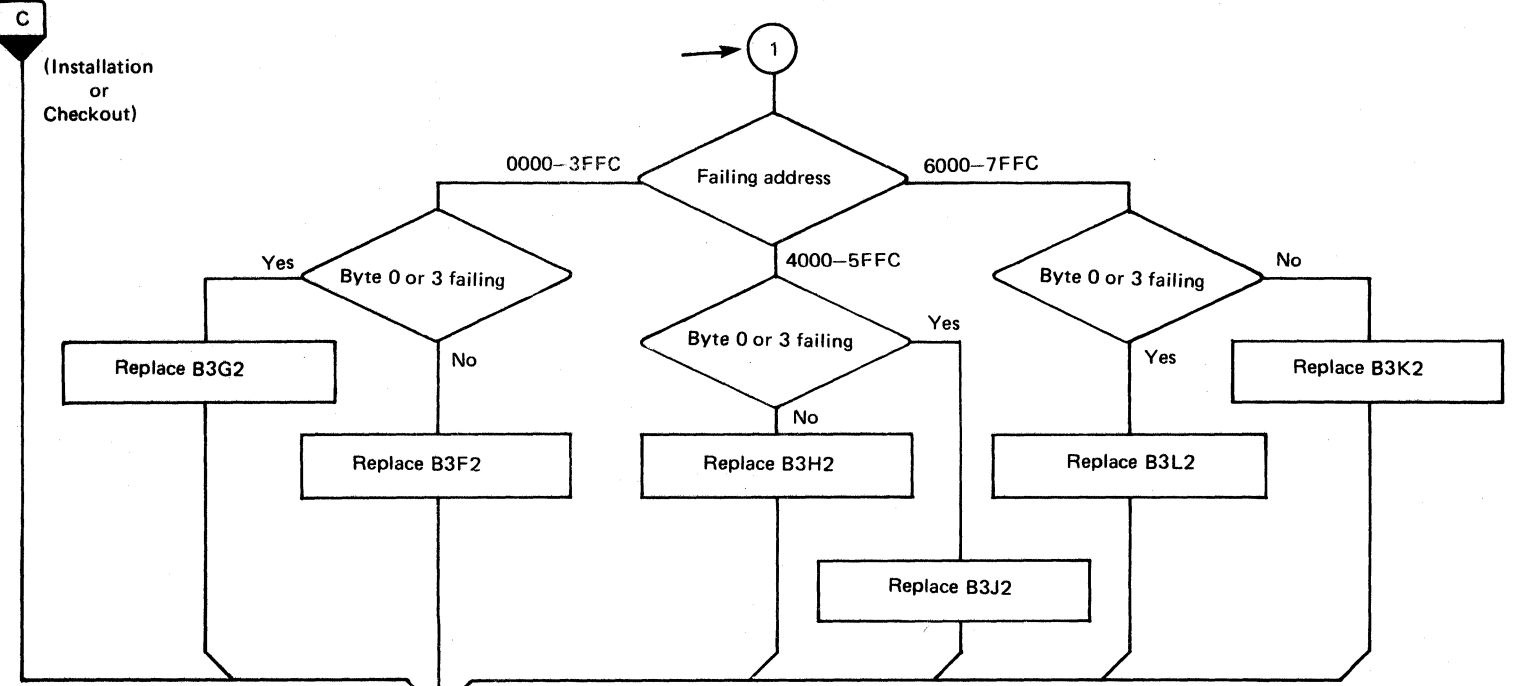 C
(Installation
or
Checkout)
1
Failing address
0000–3FFC
6000–7FFC
4000–5FFC
Yes
Byte 0 or 3 failing
No
Byte 0 or 3 failing
Yes
No
Byte 0 or 3 failing
No
Yes
Replace B3G2
Replace B3F2
Replace B3H2
Replace B3J2
Replace B3L2
Replace B3K2